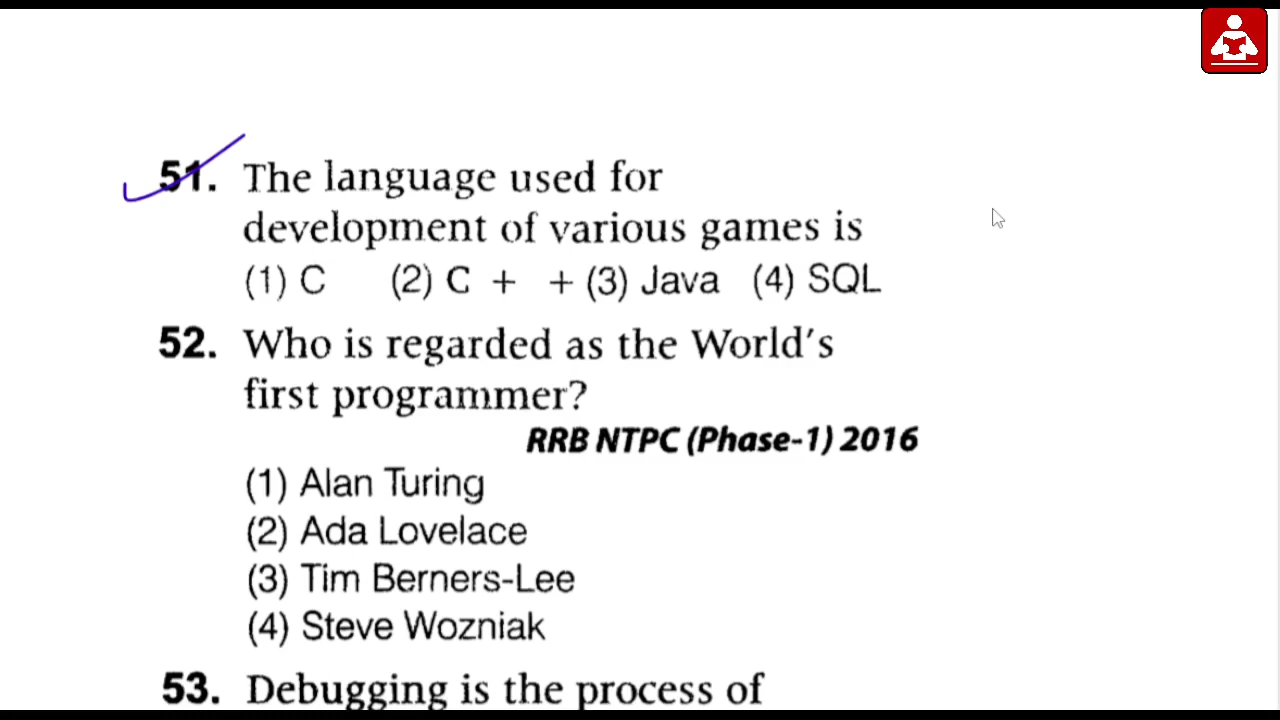 51. The language used for
development of various games is
(1) C (2) C + + (3) Java (4) SQL
52. Who is regarded as the World's
first programmer?
RRB NTPC (Phase-1) 2016
(1) Alan Turing
(2) Ada Lovelace
(3) Tim Berners-Lee
(4) Steve Wozniak
53. Debugging is the process of